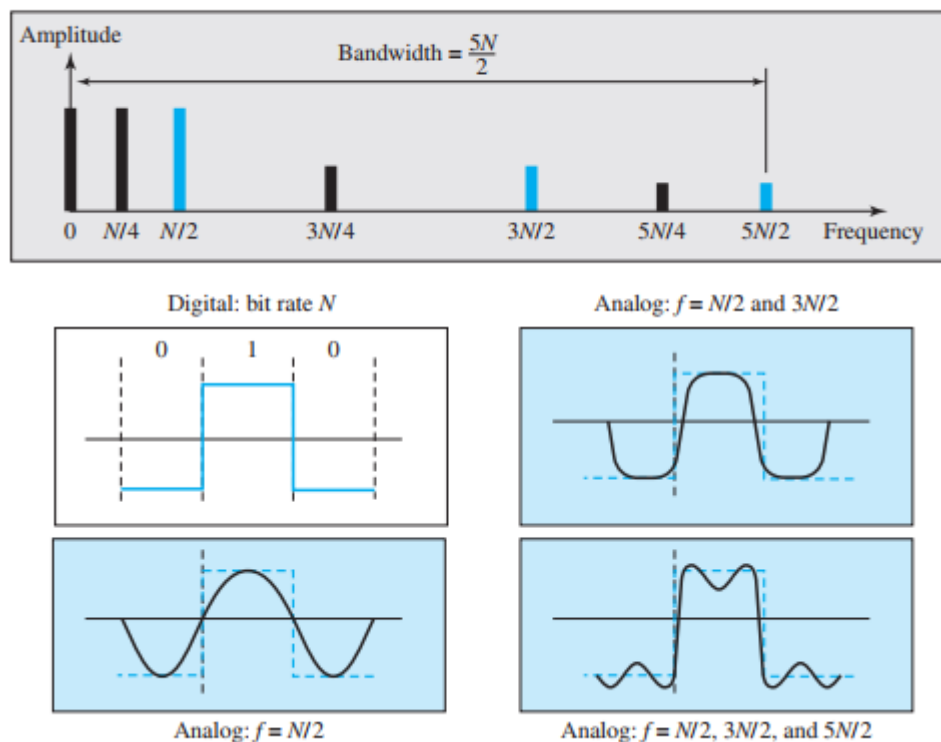 Amplitude
Bandwidth = 5N/2
0 N/4 N/2 3N/4 3N/2 5N/4 5N/2 Frequency
Digital: bit rate N
0 1 0
Analog: f = N/2 and 3N/2
Analog: f = N/2
Analog: f = N/2, 3N/2, and 5N/2